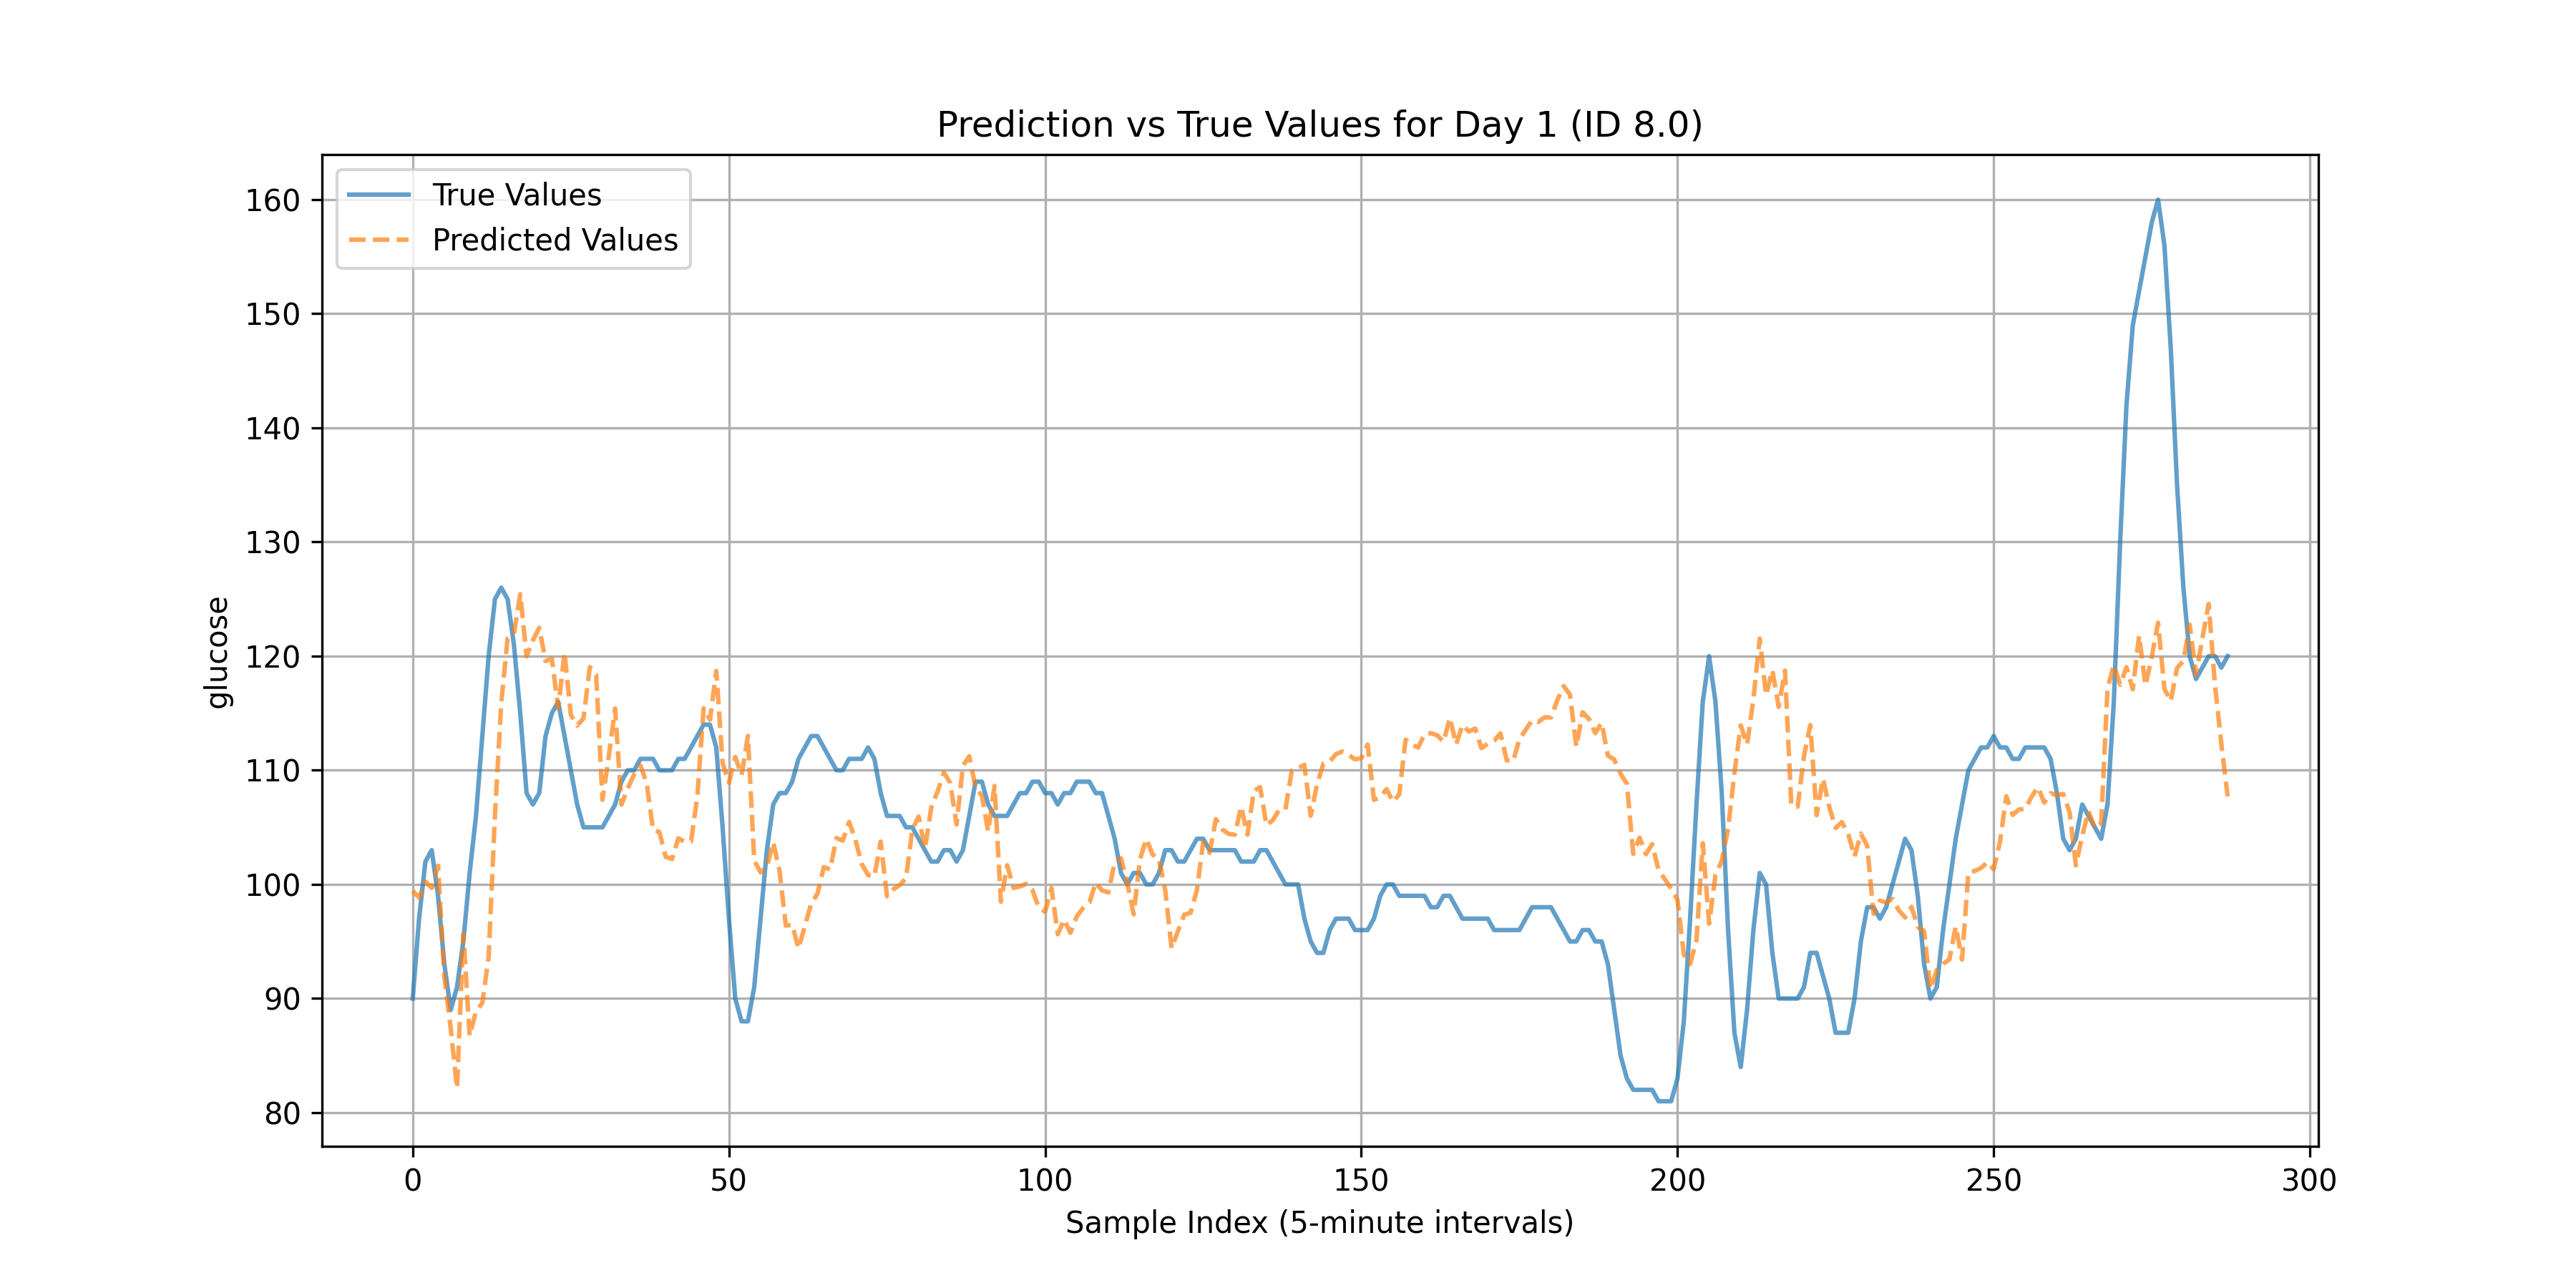 Prediction vs True Values for Day 1 (ID 8.0)
True Values
Predicted Values
160
150
140
130
120
110
100
90
80
glucose
0 50 100 150 200 250 300
Sample Index (5-minute intervals)